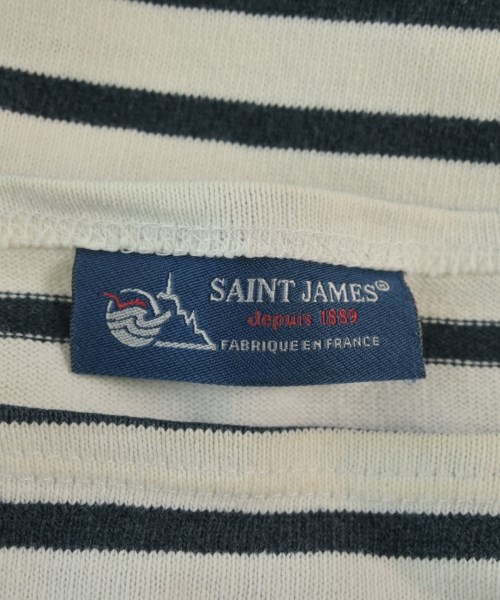 SAINT JAMES®
depuis 1889
FABRIQUE EN FRANCE